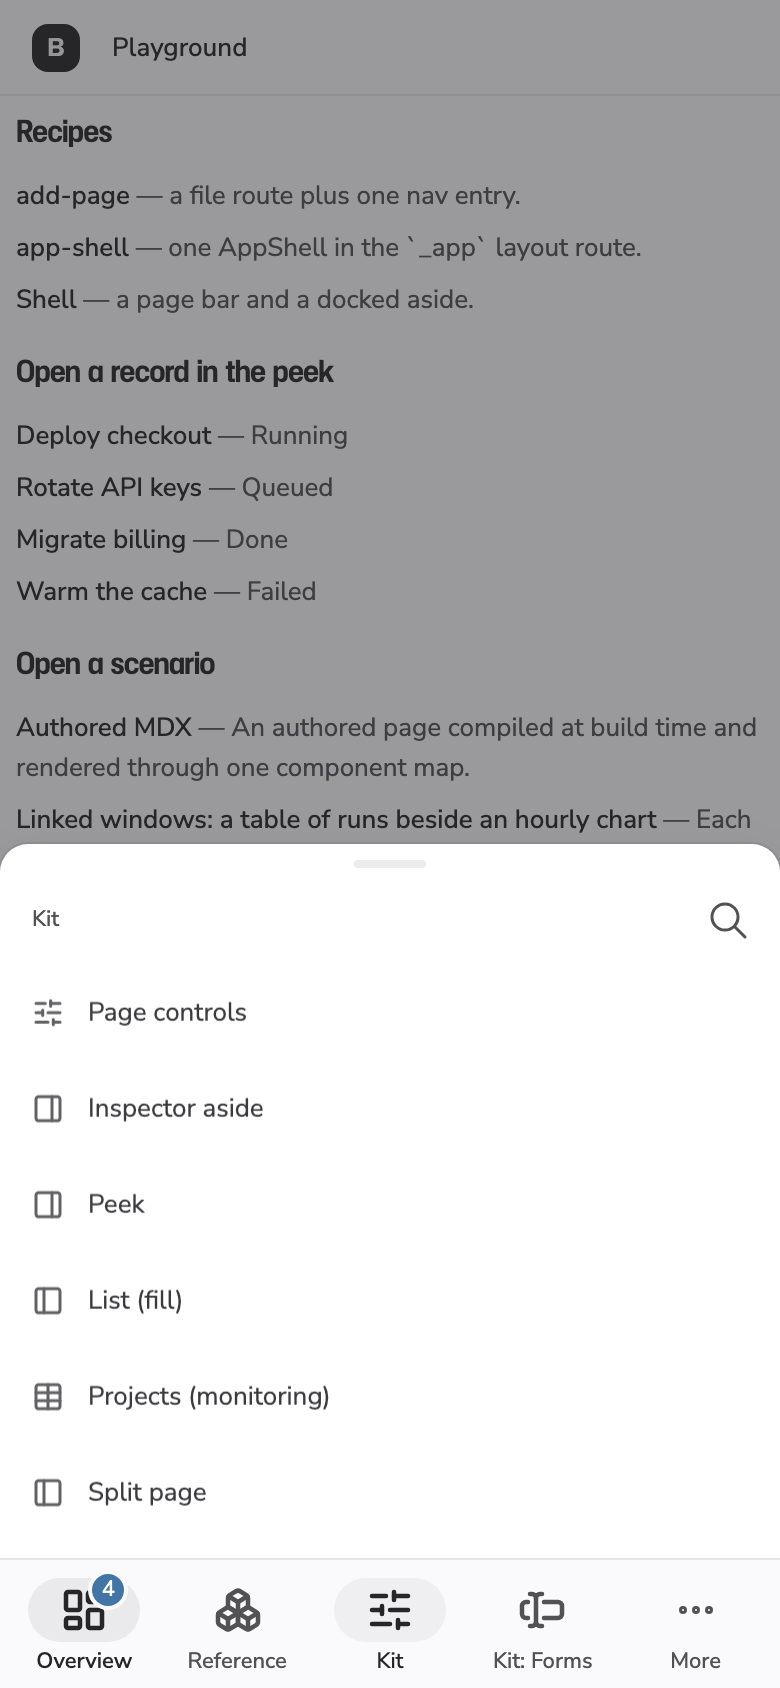 B Playground
Recipes
add-page — a file route plus one nav entry.
app-shell — one AppShell in the `_app` layout route.
Shell — a page bar and a docked aside.
Open a record in the peek
Deploy checkout — Running
Rotate API keys — Queued
Migrate billing — Done
Warm the cache — Failed
Open a scenario
Authored MDX — An authored page compiled at build time and
rendered through one component map.
Linked windows: a table of runs beside an hourly chart — Each
Kit
Page controls
Inspector aside
Peek
List (fill)
Projects (monitoring)
Split page
4
Overview Reference Kit Kit: Forms More